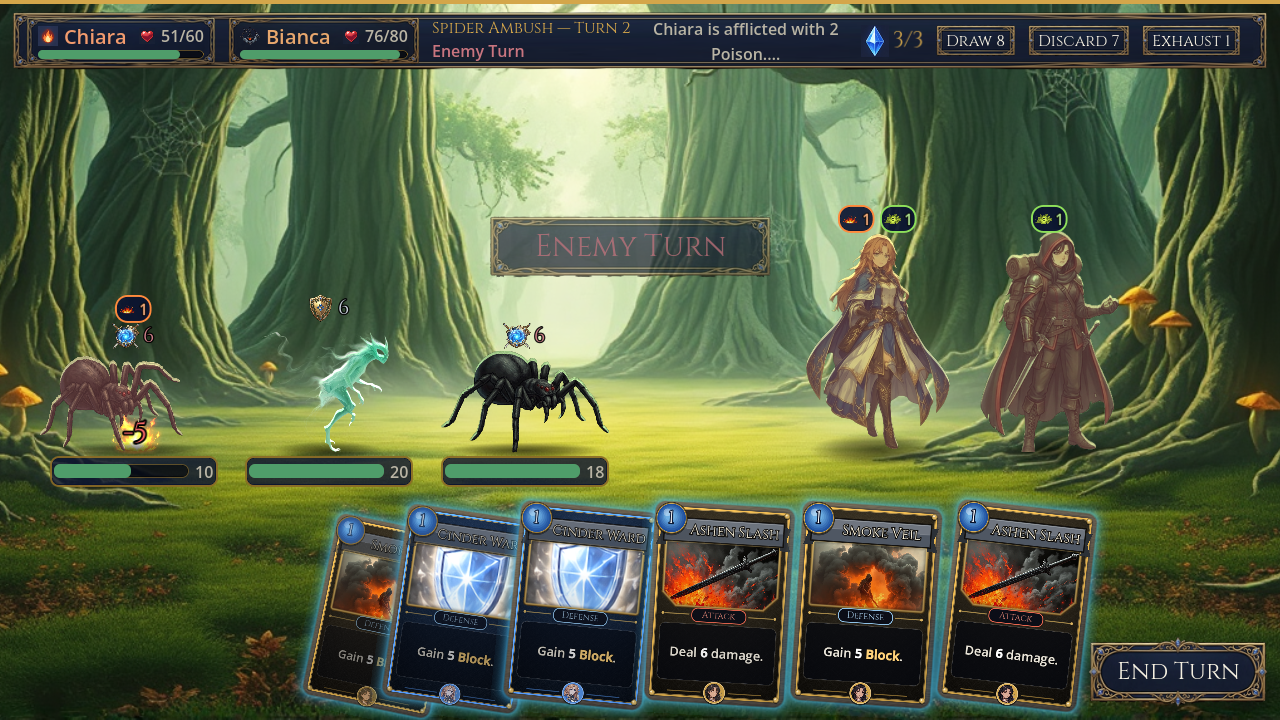 Chiara 51/60
Bianca 76/80
Spider Ambush — Turn 2
Enemy Turn
Chiara is afflicted with 2
Poison....
3/3
Draw 8
Discard 7
Exhaust 1
1
1
1
Enemy Turn
1
6
6
6
-5
10
20
18
1
1
Cinder War
Defense
Gain 5 Block.
1
Cinder Ward
Defense
Gain 5 Block.
1
Ashen Slash
Attack
Deal 6 damage.
1
Smoke Veil
Defense
Gain 5 Block.
1
Ashen Slash
Attack
Deal 6 damage.
Gain 5 B
End Turn